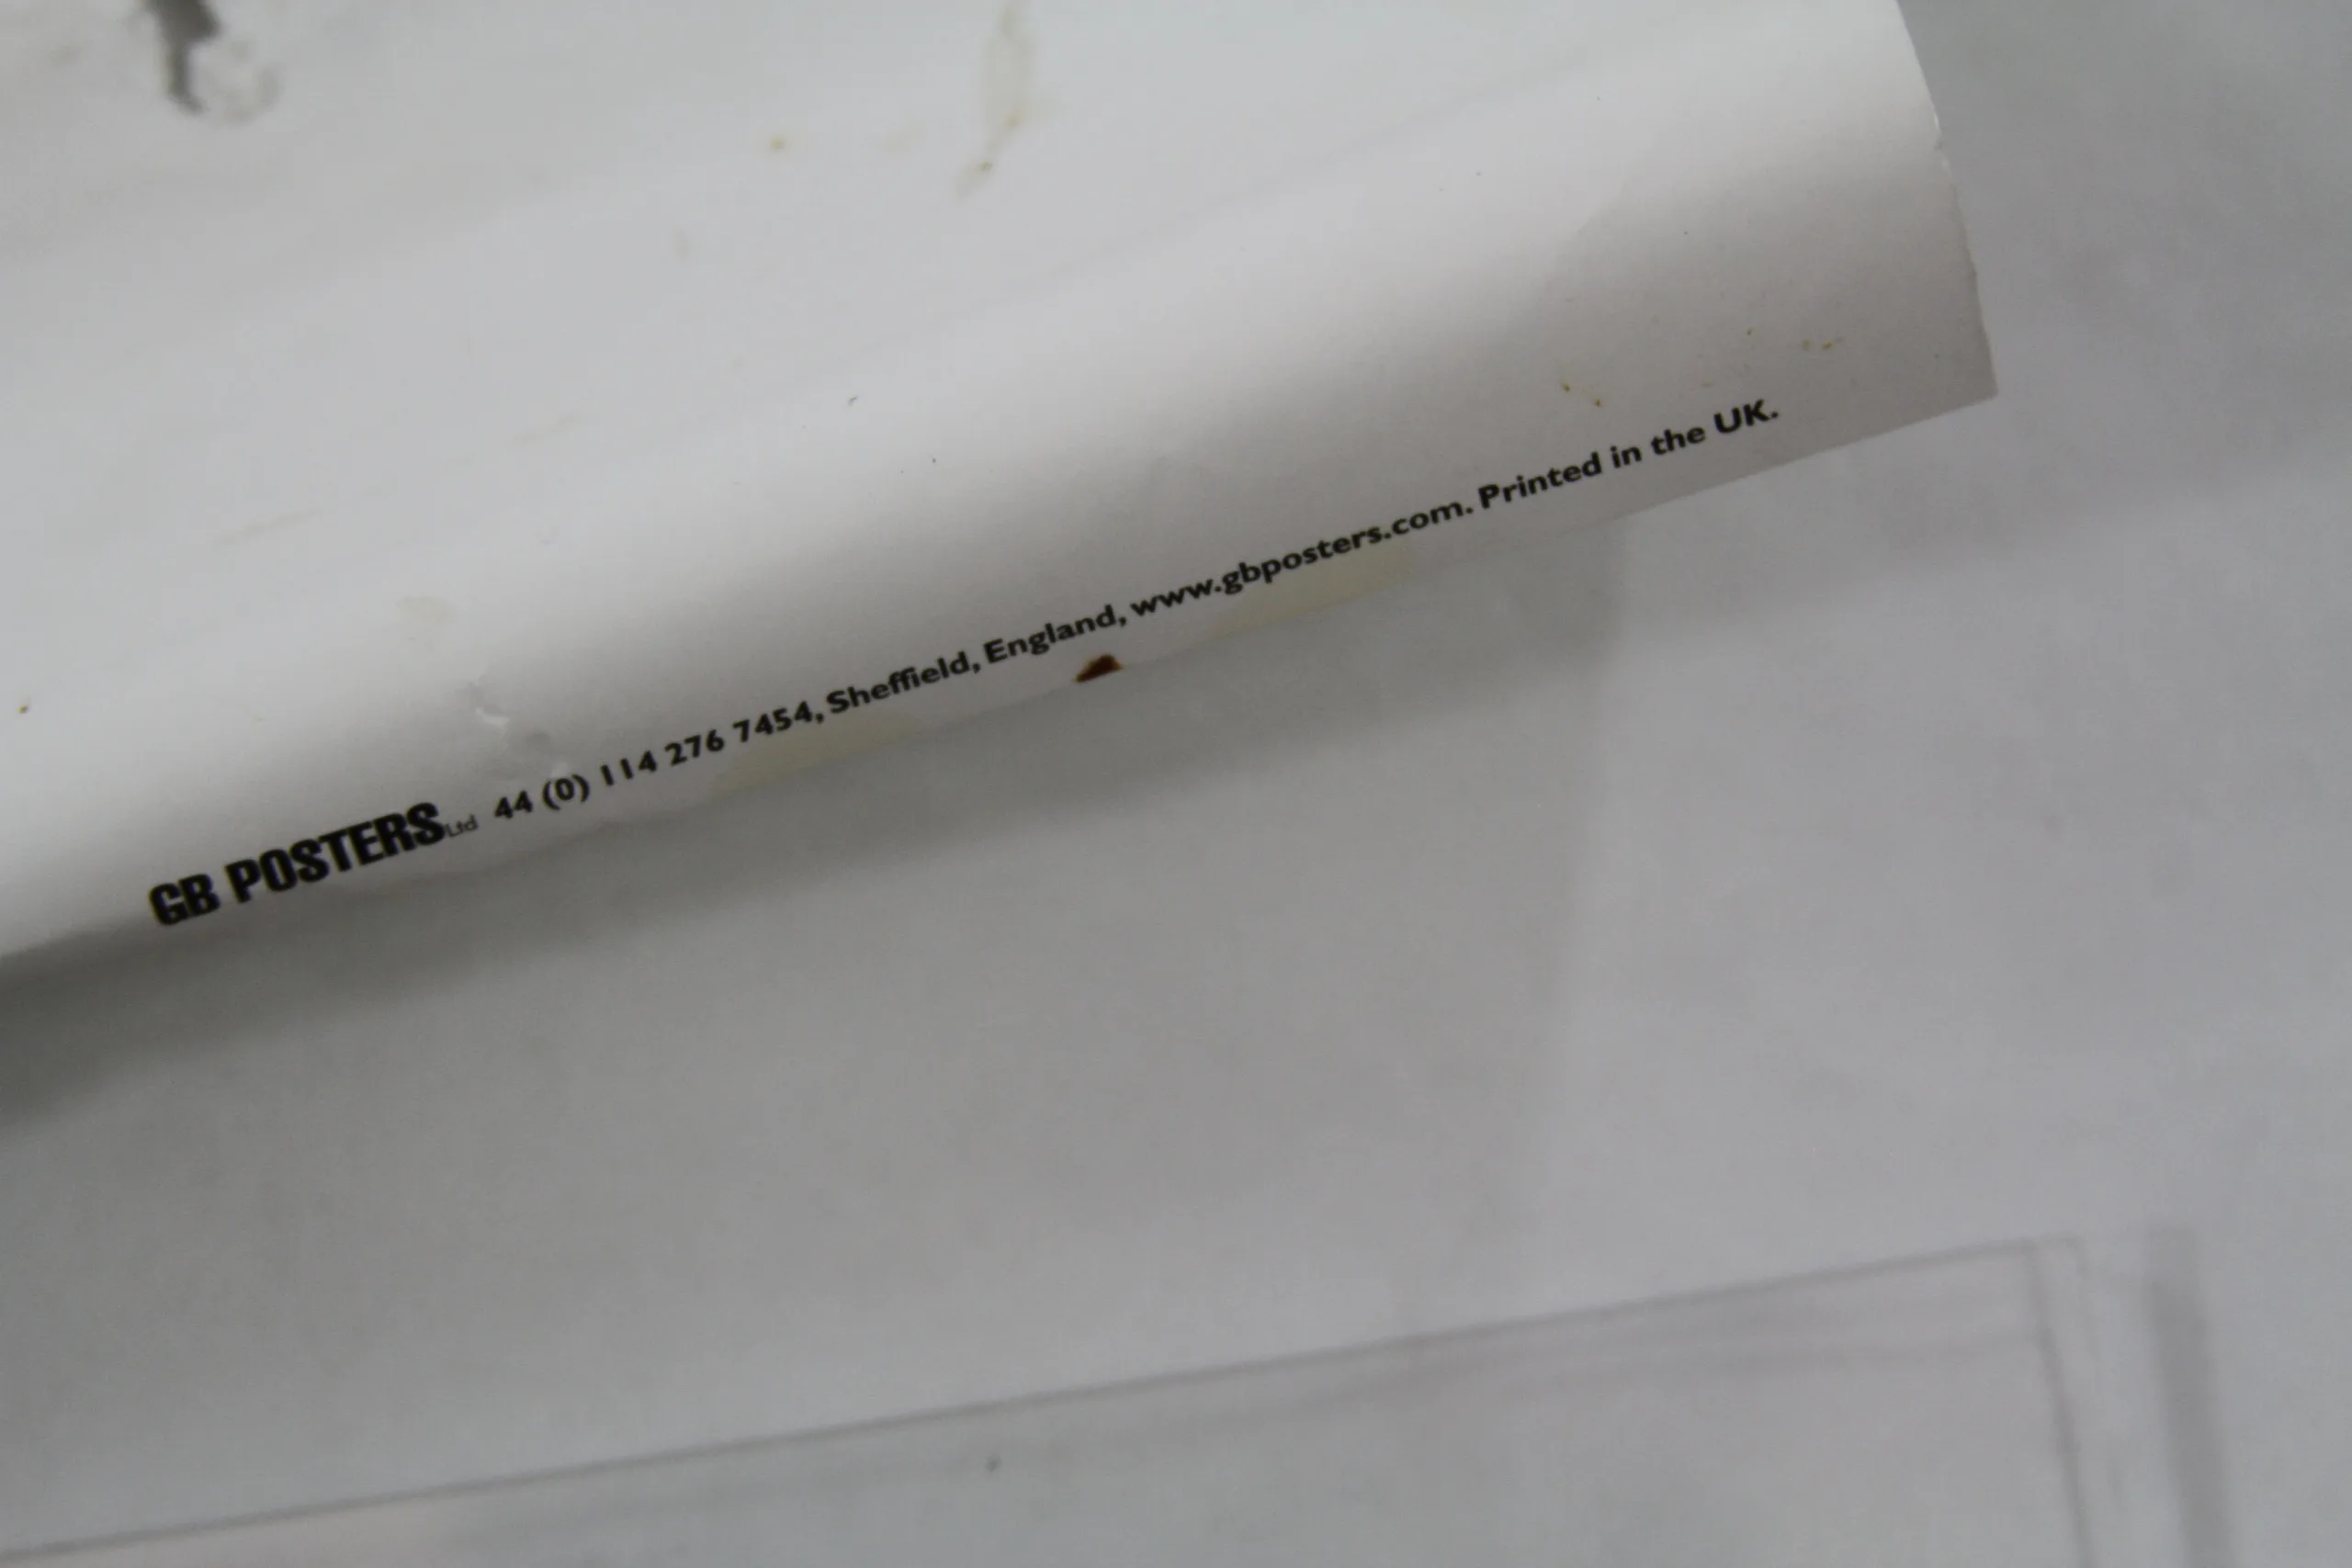 GB POSTERS Ltd 44 (0) 114 276 7454, Sheffield, England, www.gbposters.com. Printed in the UK.